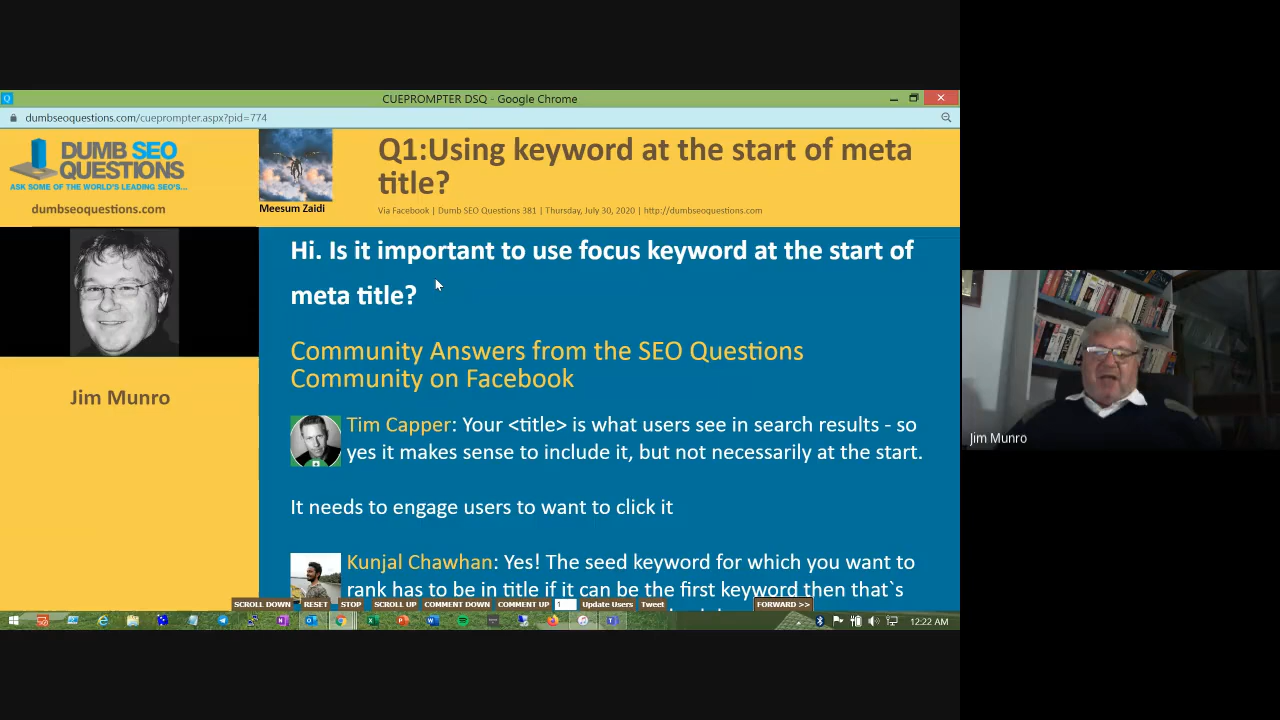 CUEPROMPTER DSQ - Google Chrome
dumbseoquestions.com/cueprompter.aspx?pid=774
DUMB SEO
QUESTIONS
ASK SOME OF THE WORLD'S LEADING SEO'S...
dumbseoquestions.com
Meesum Zaidi
Q1:Using keyword at the start of meta
title?
Via Facebook | Dumb SEO Questions 381 | Thursday, July 30, 2020 | http://dumbseoquestions.com
Jim Munro
Hi. Is it important to use focus keyword at the start of
meta title?
Community Answers from the SEO Questions
Community on Facebook
Tim Capper: Your <title> is what users see in search results - so
yes it makes sense to include it, but not necessarily at the start.
It needs to engage users to want to click it
Kunjal Chawhan: Yes! The seed keyword for which you want to
rank has to be in title if it can be the first keyword then that`s
SCROLL DOWN RESET STOP SCROLL UP COMMENT DOWN COMMENT UP 1 Update Users Tweet FORWARD >>
12:22 AM
Jim Munro